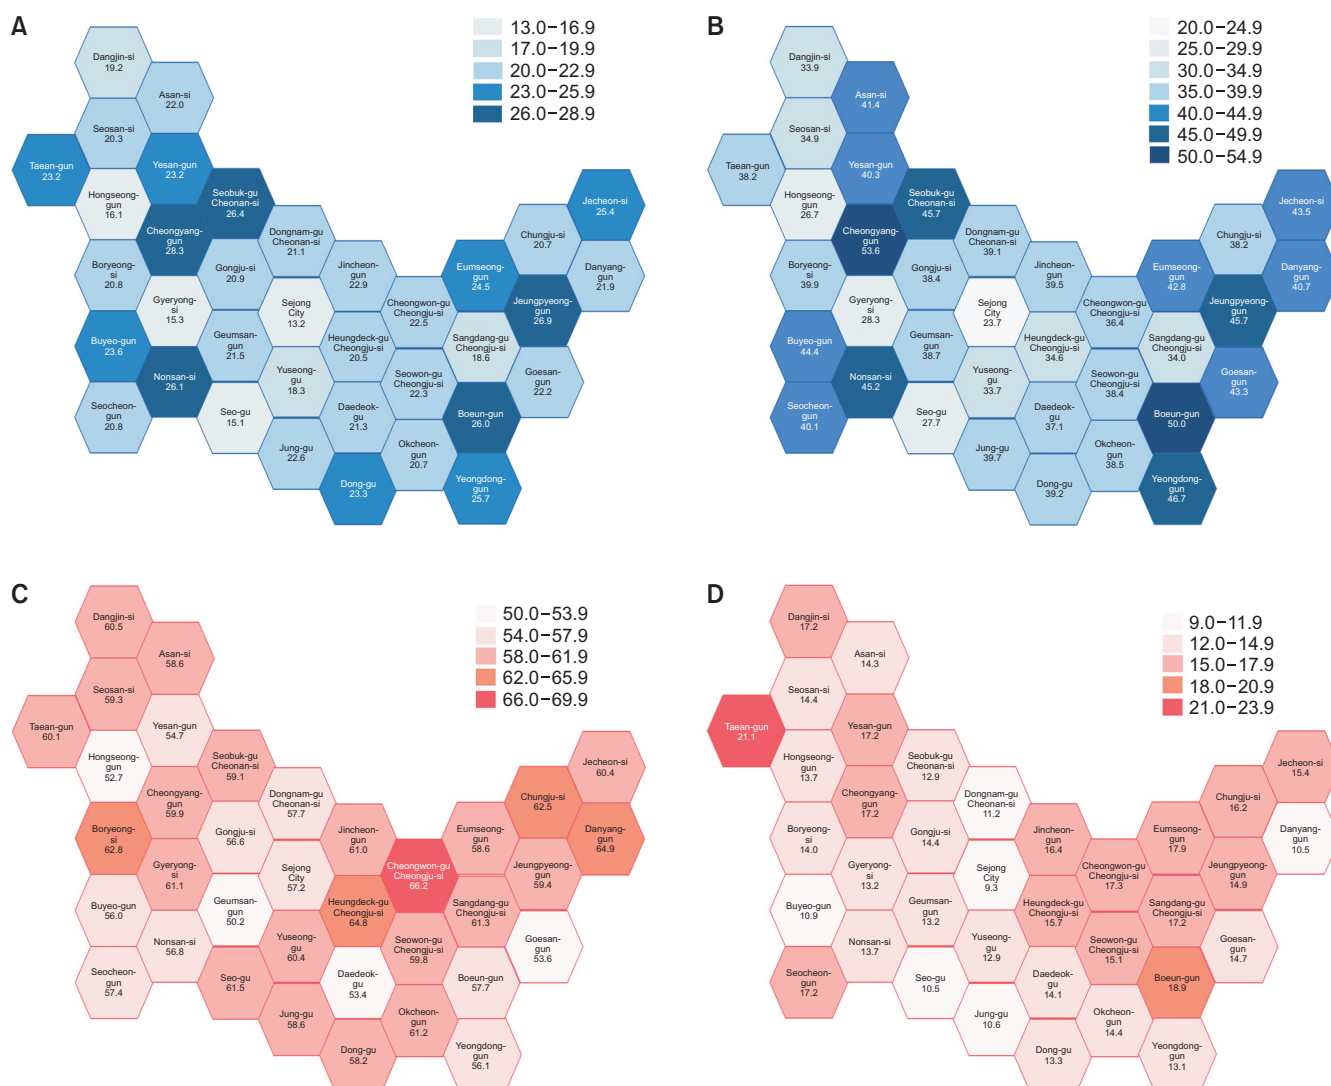 A
13.0–16.9
17.0–19.9
20.0–22.9
23.0–25.9
26.0–28.9
Dangjin-si
19.2
Asan-si
22.0
Seosan-si
20.3
Taean-gun
23.2
Yesan-gun
23.2
Hongseong-
gun
16.1
Seobuk-gu
Cheonan-si
26.4
Jecheon-si
25.4
Cheongyang-
gun
28.3
Dongnam-gu
Cheonan-si
21.1
Chungju-si
20.7
Boryeong-
si
20.8
Gongju-si
20.9
Jincheon-
gun
22.9
Eumseong-
gun
24.5
Danyang-
gun
21.9
Gyeryong-
si
15.3
Sejong
City
13.2
Cheongwon-gu
Cheongju-si
22.5
Jeungpyeong-
gun
26.9
Buyeo-gun
23.6
Geumsan-
gun
21.5
Heungdeck-gu
Cheongju-si
20.5
Sangdang-gu
Cheongju-si
18.6
Nonsan-si
26.1
Yuseong-
gu
18.3
Seowon-gu
Cheongju-si
22.3
Goesan-
gun
22.2
Seocheon-
gun
20.8
Seo-gu
15.1
Daedeok-
gu
21.3
Boeun-gun
26.0
Jung-gu
22.6
Okcheon-
gun
20.7
Dong-gu
23.3
Yeongdong-
gun
25.7
B
20.0–24.9
25.0–29.9
30.0–34.9
35.0–39.9
40.0–44.9
45.0–49.9
50.0–54.9
Dangjin-si
33.9
Asan-si
41.4
Seosan-si
34.9
Taean-gun
38.2
Yesan-gun
40.3
Hongseong-
gun
26.7
Seobuk-gu
Cheonan-si
45.7
Jecheon-si
43.5
Cheongyang-
gun
53.6
Dongnam-gu
Cheonan-si
39.1
Chungju-si
38.2
Boryeong-
si
39.9
Gongju-si
38.4
Jincheon-
gun
39.5
Eumseong-
gun
42.8
Danyang-
gun
40.7
Gyeryong-
si
28.3
Sejong
City
23.7
Cheongwon-gu
Cheongju-si
36.4
Jeungpyeong-
gun
45.7
Buyeo-gun
44.4
Geumsan-
gun
38.7
Heungdeck-gu
Cheongju-si
34.6
Sangdang-gu
Cheongju-si
34.0
Nonsan-si
45.2
Yuseong-
gu
33.7
Seowon-gu
Cheongju-si
38.4
Goesan-
gun
43.3
Seocheon-
gun
40.1
Seo-gu
27.7
Daedeok-
gu
37.1
Boeun-gun
50.0
Jung-gu
39.7
Okcheon-
gun
38.5
Dong-gu
39.2
Yeongdong-
gun
46.7
C
50.0–53.9
54.0–57.9
58.0–61.9
62.0–65.9
66.0–69.9
Dangjin-si
60.5
Asan-si
58.6
Seosan-si
59.3
Taean-gun
60.1
Yesan-gun
54.7
Hongseong-
gun
52.7
Seobuk-gu
Cheonan-si
59.1
Jecheon-si
60.4
Cheongyang-
gun
59.9
Dongnam-gu
Cheonan-si
57.7
Chungju-si
62.5
Boryeong-
si
62.8
Gongju-si
56.6
Jincheon-
gun
61.0
Eumseong-
gun
58.6
Danyang-
gun
64.9
Gyeryong-
si
61.1
Sejong
City
57.2
Cheongwon-gu
Cheongju-si
66.2
Jeungpyeong-
gun
59.4
Buyeo-gun
56.0
Geumsan-
gun
50.2
Heungdeck-gu
Cheongju-si
64.8
Sangdang-gu
Cheongju-si
61.3
Nonsan-si
56.8
Yuseong-
gu
60.4
Seowon-gu
Cheongju-si
59.8
Goesan-
gun
53.6
Seocheon-
gun
57.4
Seo-gu
61.5
Daedeok-
gu
53.4
Boeun-gun
57.7
Jung-gu
58.6
Okcheon-
gun
61.2
Dong-gu
58.2
Yeongdong-
gun
56.1
D
9.0–11.9
12.0–14.9
15.0–17.9
18.0–20.9
21.0–23.9
Dangjin-si
17.2
Asan-si
14.3
Seosan-si
14.4
Taean-gun
21.1
Yesan-gun
17.2
Hongseong-
gun
13.7
Seobuk-gu
Cheonan-si
12.9
Jecheon-si
15.4
Cheongyang-
gun
17.2
Dongnam-gu
Cheonan-si
11.2
Chungju-si
16.2
Boryeong-
si
14.0
Gongju-si
14.4
Jincheon-
gun
16.4
Eumseong-
gun
17.9
Danyang-
gun
10.5
Gyeryong-
si
13.2
Sejong
City
9.3
Cheongwon-gu
Cheongju-si
17.3
Jeungpyeong-
gun
14.9
Buyeo-gun
10.9
Geumsan-
gun
13.2
Heungdeck-gu
Cheongju-si
15.7
Sangdang-gu
Cheongju-si
17.2
Nonsan-si
13.7
Yuseong-
gu
12.9
Seowon-gu
Cheongju-si
15.1
Goesan-
gun
14.7
Seocheon-
gun
17.2
Seo-gu
10.5
Daedeok-
gu
14.1
Boeun-gun
18.9
Jung-gu
10.6
Okcheon-
gun
14.4
Dong-gu
13.3
Yeongdong-
gun
13.1